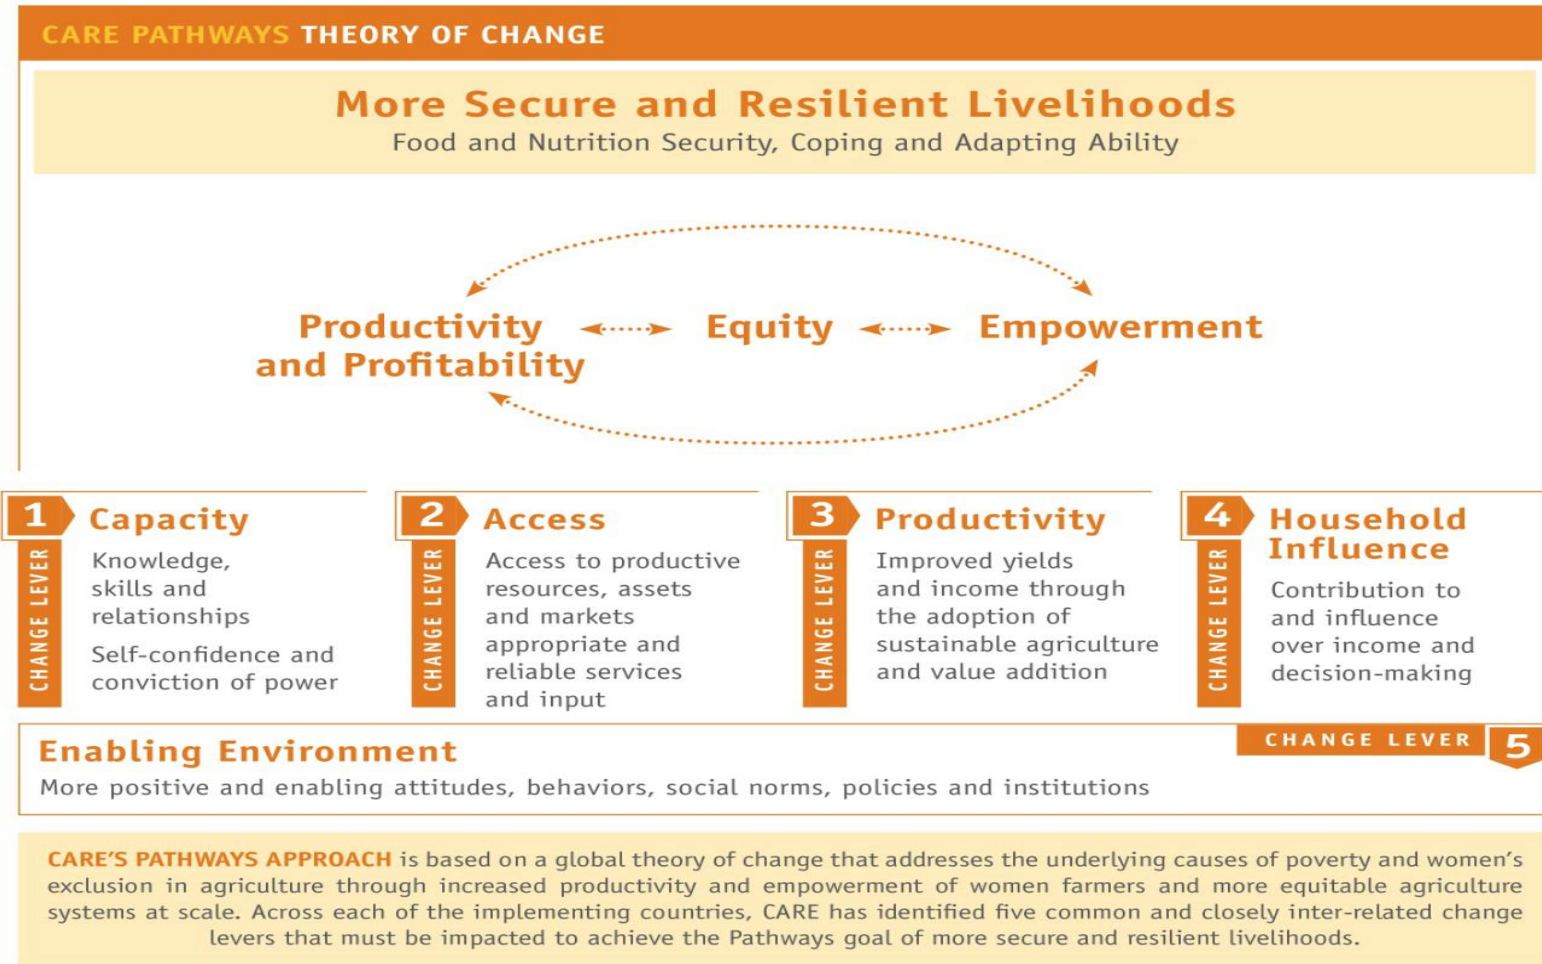 CARE PATHWAYS THEORY OF CHANGE
More Secure and Resilient Livelihoods
Food and Nutrition Security, Coping and Adapting Ability
Productivity
and Profitability
Equity
Empowerment
1
CHANGE LEVER
Capacity
Knowledge,
skills and
relationships
Self-confidence and
conviction of power
2
CHANGE LEVER
Access
Access to productive
resources, assets
and markets
appropriate and
reliable services
and input
3
CHANGE LEVER
Productivity
Improved yields
and income through
the adoption of
sustainable agriculture
and value addition
4
CHANGE LEVER
Household
Influence
Contribution to
and influence
over income and
decision-making
Enabling Environment
CHANGE LEVER 5
More positive and enabling attitudes, behaviors, social norms, policies and institutions
CARE'S PATHWAYS APPROACH is based on a global theory of change that addresses the underlying causes of poverty and women's
exclusion in agriculture through increased productivity and empowerment of women farmers and more equitable agriculture
systems at scale. Across each of the implementing countries, CARE has identified five common and closely inter-related change
levers that must be impacted to achieve the Pathways goal of more secure and resilient livelihoods.